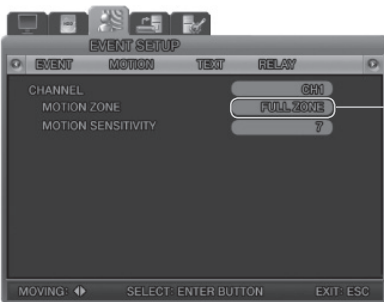 EVENT SETUP
EVENT MOTION TEXT RELAY
CHANNEL CH1
MOTION ZONE FULL ZONE
MOTION SENSITIVITY 7
MOVING: SELECT: ENTER BUTTON EXIT: ESC